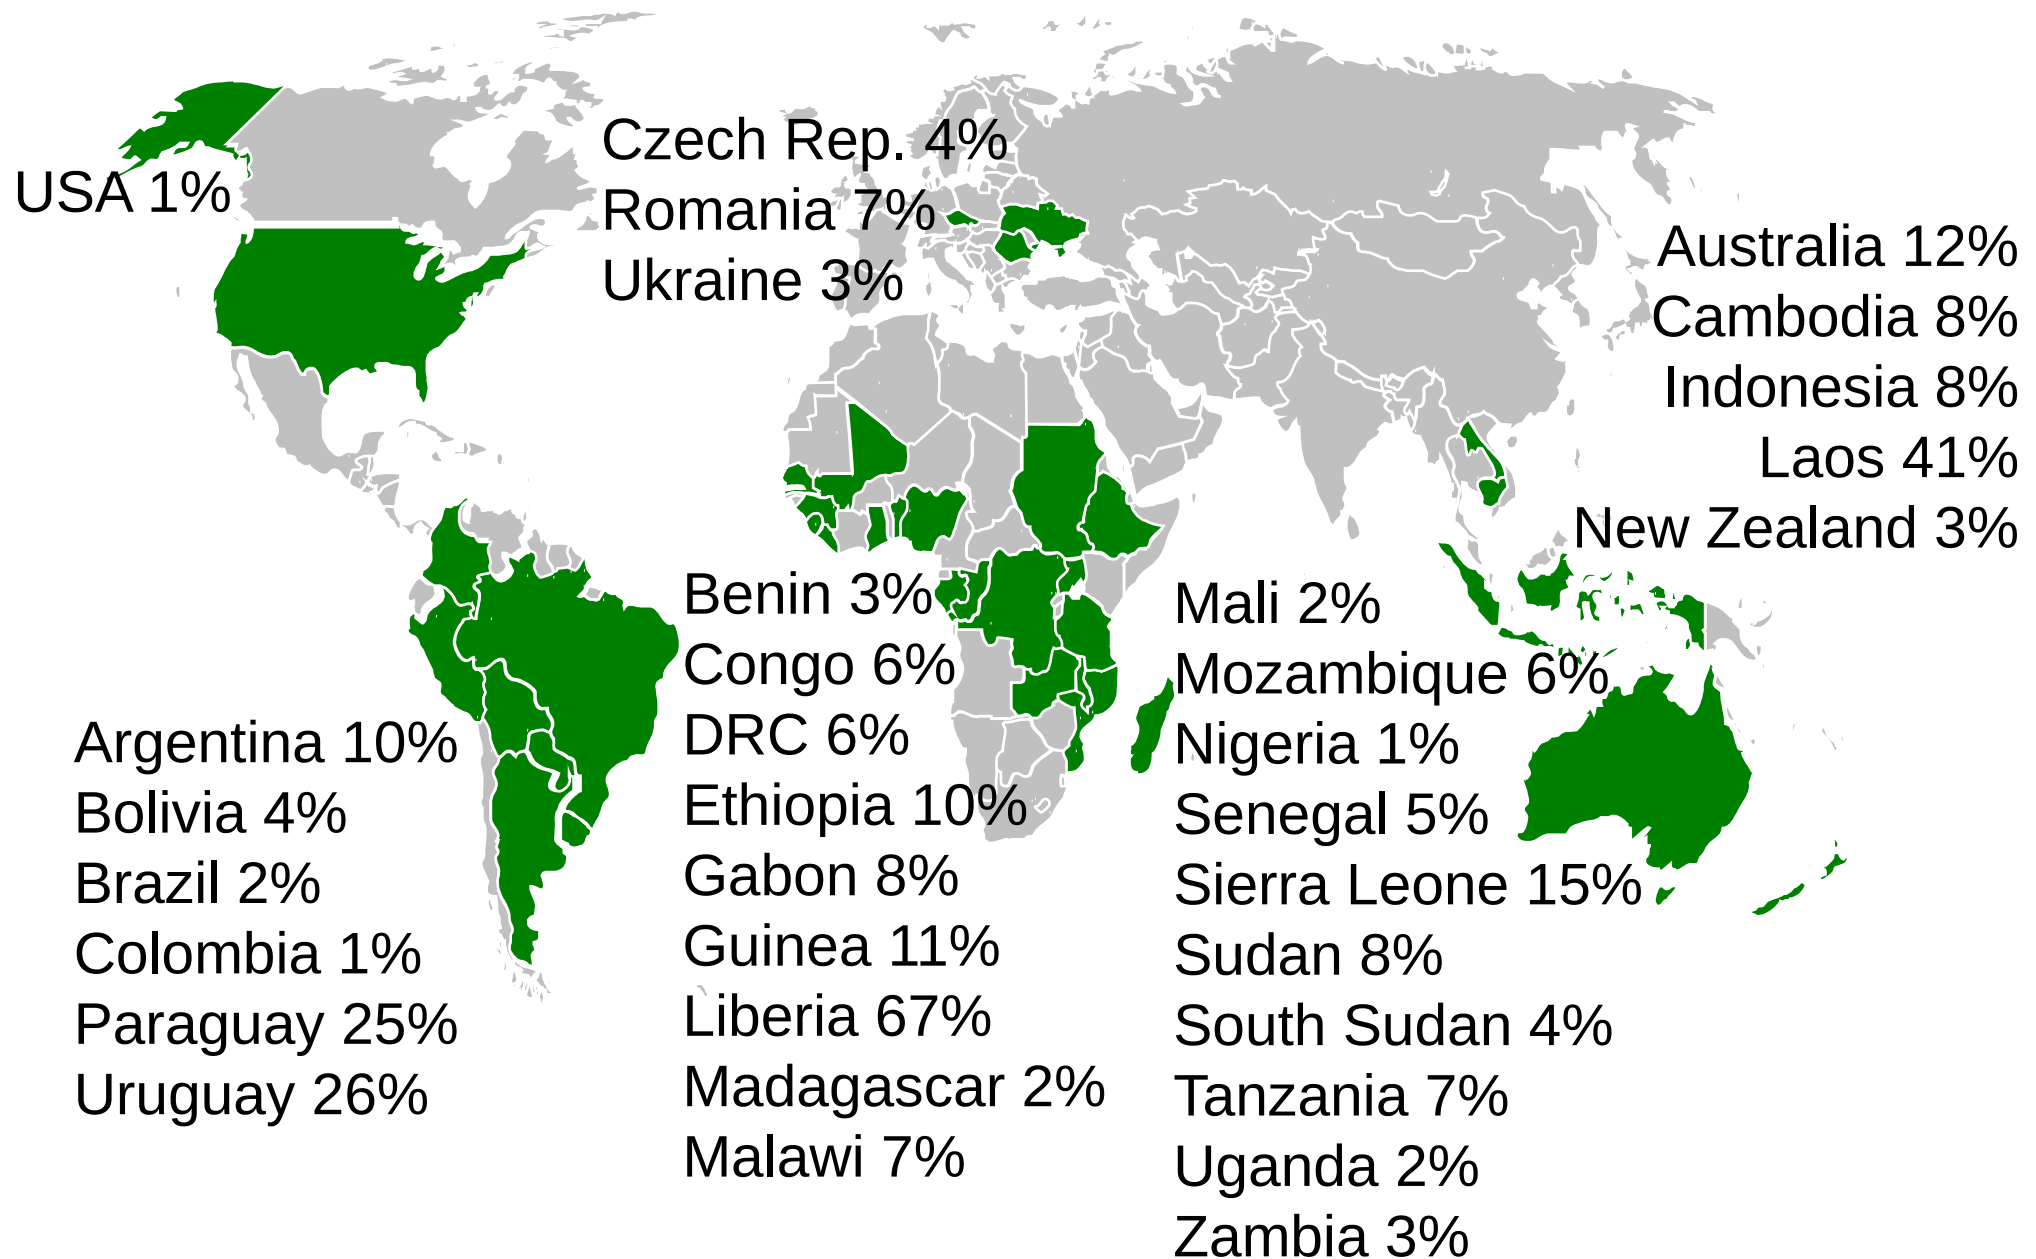 USA 1%
Czech Rep. 4%
Romania 7%
Ukraine 3%
Australia 12%
Cambodia 8%
Indonesia 8%
Laos 41%
New Zealand 3%
Argentina 10%
Bolivia 4%
Brazil 2%
Colombia 1%
Paraguay 25%
Uruguay 26%
Benin 3%
Congo 6%
DRC 6%
Ethiopia 10%
Gabon 8%
Guinea 11%
Liberia 67%
Madagascar 2%
Malawi 7%
Mali 2%
Mozambique 6%
Nigeria 1%
Senegal 5%
Sierra Leone 15%
Sudan 8%
South Sudan 4%
Tanzania 7%
Uganda 2%
Zambia 3%